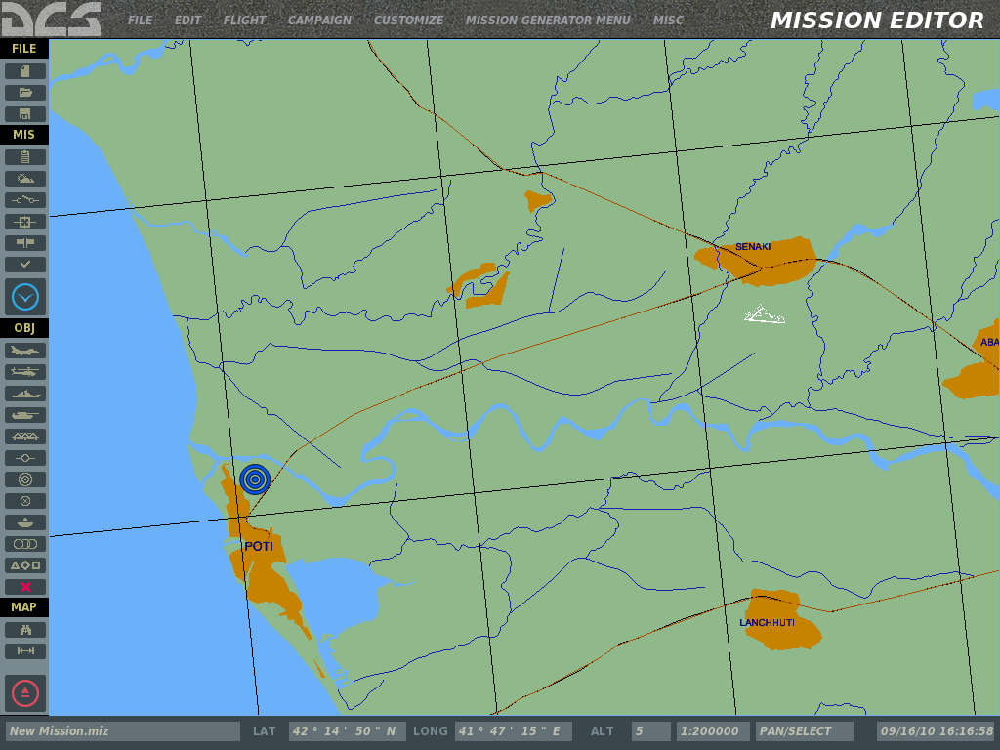 DCS FILE EDIT FLIGHT CAMPAIGN CUSTOMIZE MISSION GENERATOR MENU MISC MISSION EDITOR
FILE
MIS
OBJ
MAP
SENAKI
ABA
POTI
LANCHHUTI
New Mission.miz LAT 42 ° 14 ' 50 " N LONG 41 ° 47 ' 15 " E ALT 5 1:200000 PAN/SELECT 09/16/10 16:16:58